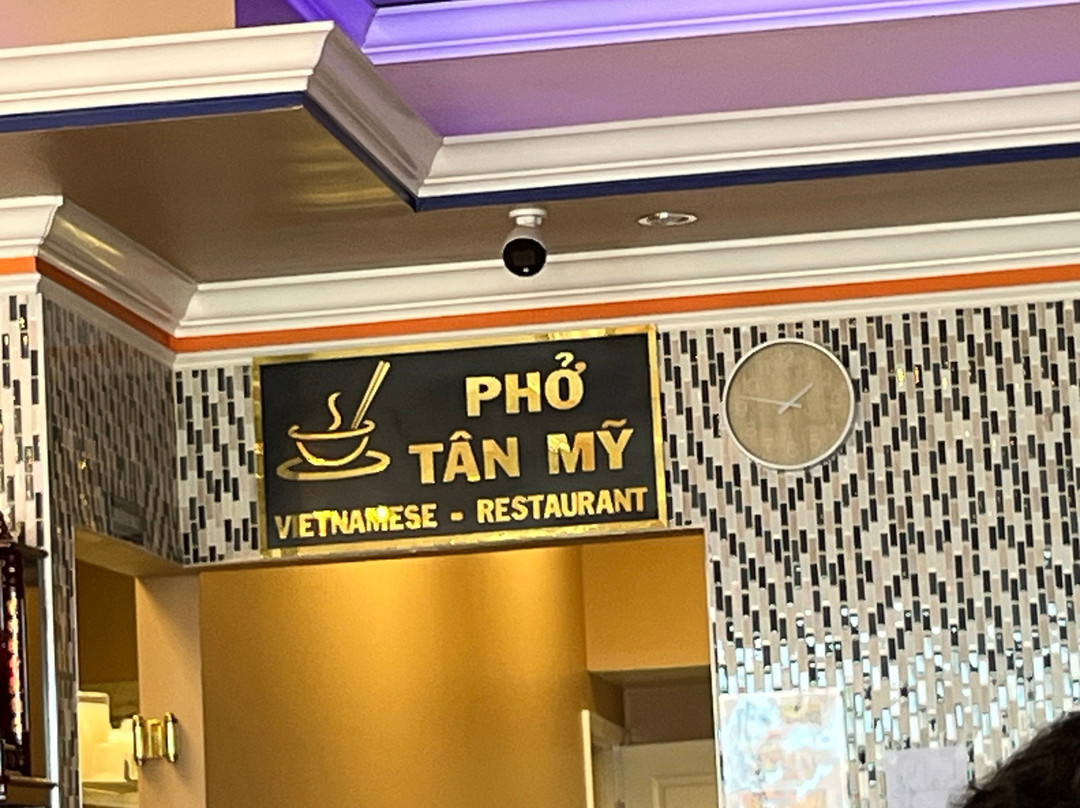 PHỞ
TÂN MỸ
VIETNAMESE - RESTAURANT